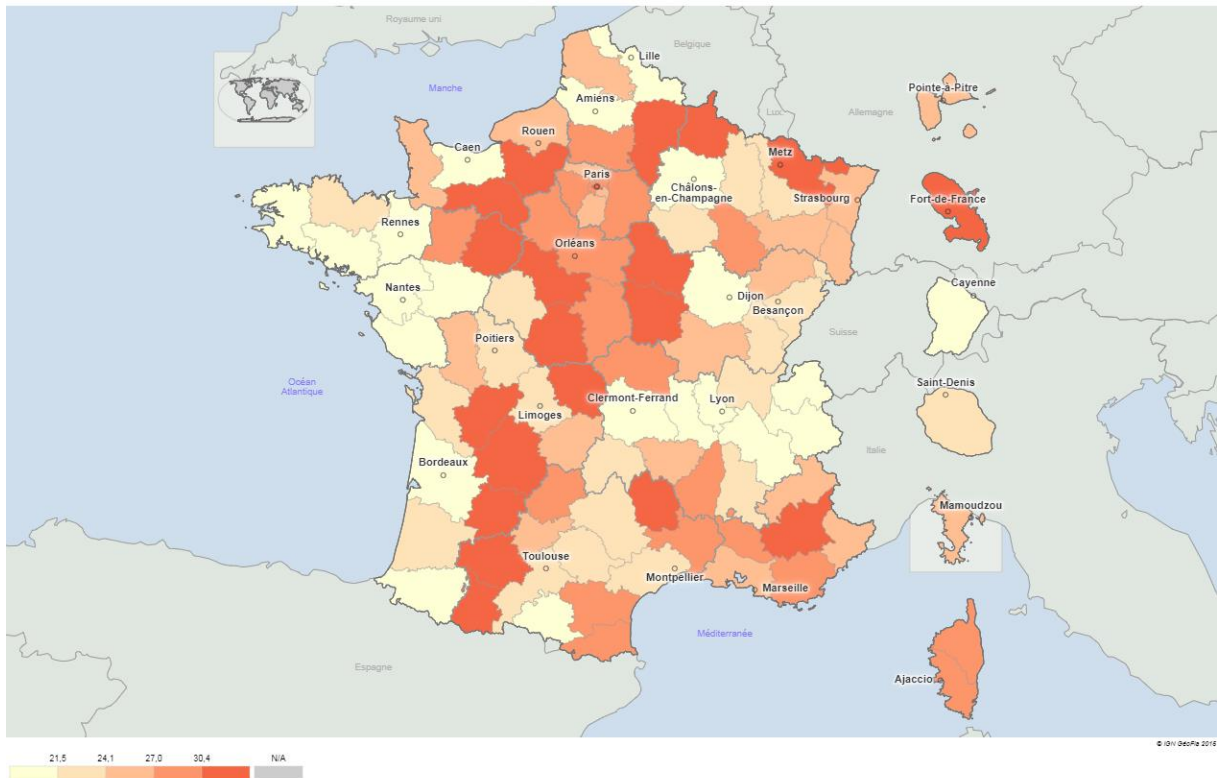 Royaume uni
Belgique
Lille
Manche
Amiens
Lux.
Allemagne
Pointe-à-Pitre
Rouen
Caen
Metz
Paris
Châlons-
en-Champagne
Strasbourg
Fort-de-France
Rennes
Orléans
Nantes
Dijon
Besançon
Cayenne
Suisse
Poitiers
Océan
Atlantique
Saint-Denis
Clermont-Ferrand
Lyon
Limoges
Italie
Bordeaux
Mamoudzou
Toulouse
Montpellier
Marseille
Méditerranée
Espagne
Ajaccio
© IGN GéoFla 2015
21,5 24,1 27,0 30,4 N/A